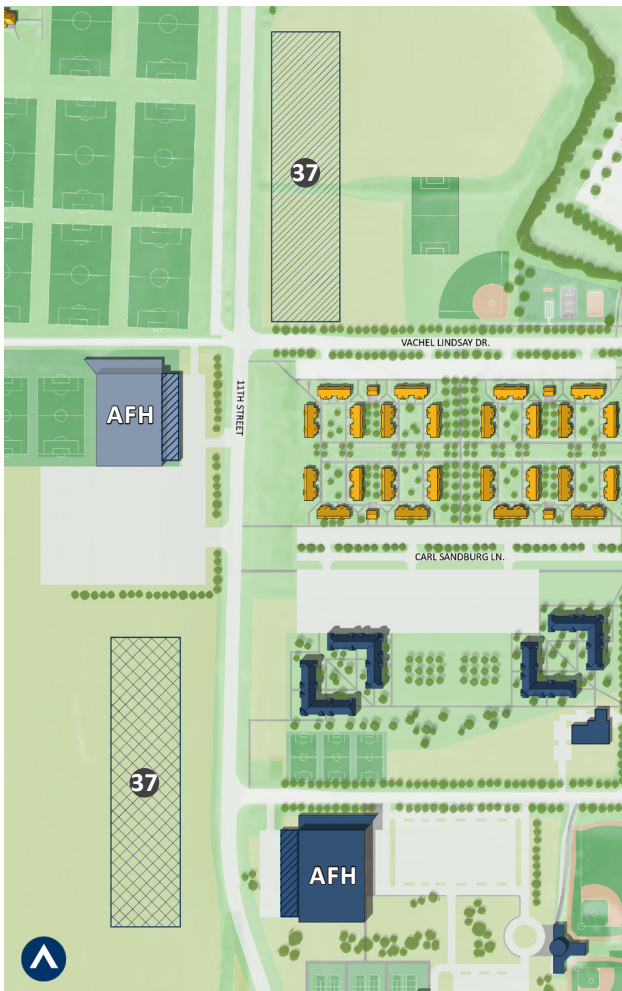 37
VACHEL LINDSAY DR.
11TH STREET
AFH
CARL SANDBURG LN.
37
AFH